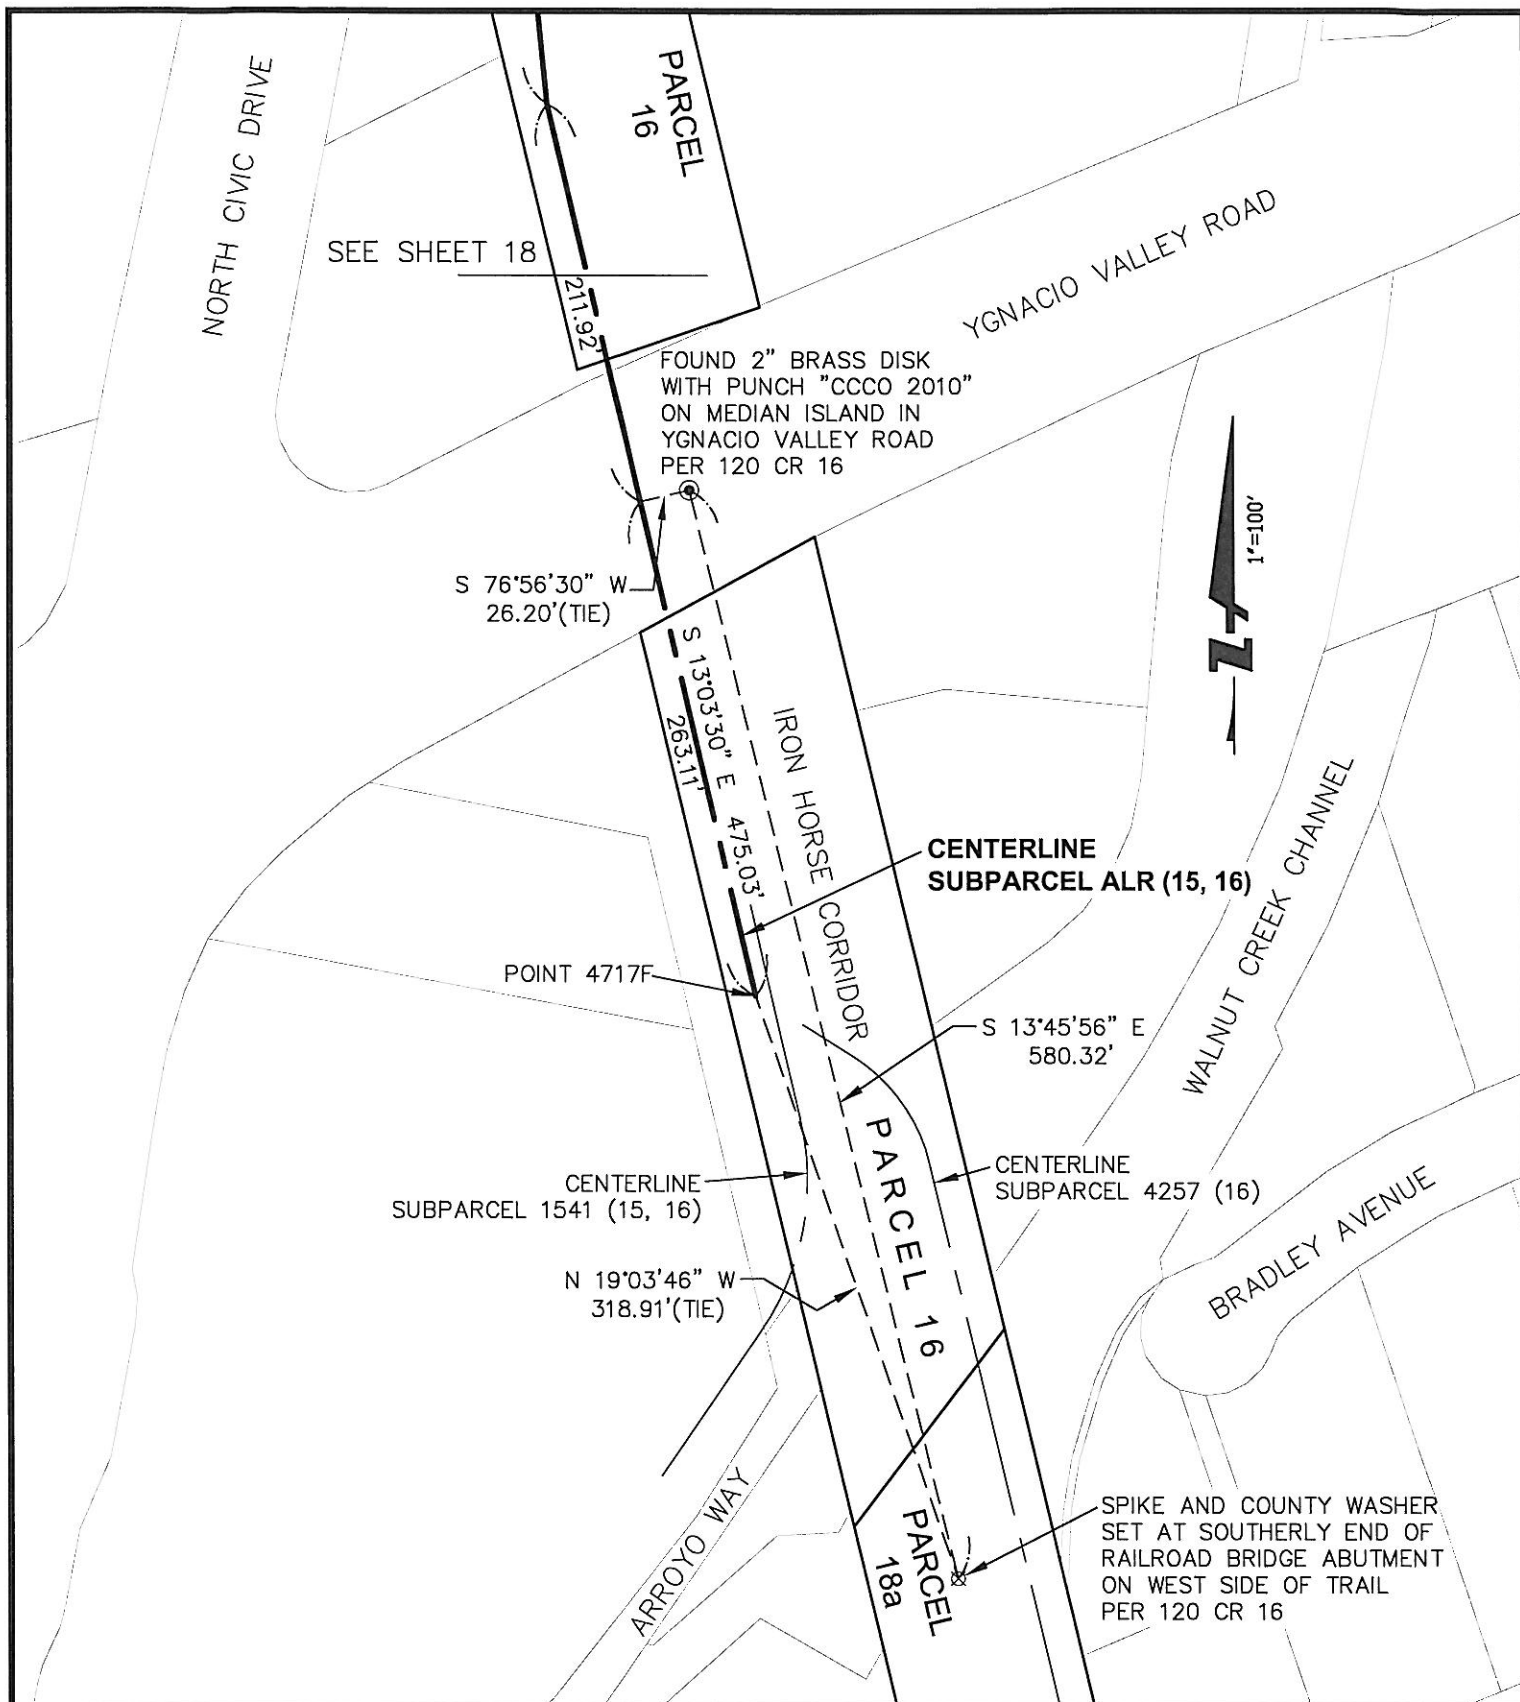 PARCEL
16
NORTH CIVIC DRIVE
SEE SHEET 18
211.92'
YGNACIO VALLEY ROAD
FOUND 2" BRASS DISK
WITH PUNCH "CCCO 2010"
ON MEDIAN ISLAND IN
YGNACIO VALLEY ROAD
PER 120 CR 16
1"=100'
N
S 76°56'30" W
26.20'(TIE)
S 13°03'30" E 475.03'
263.11'
IRON HORSE CORRIDOR
CENTERLINE
SUBPARCEL ALR (15, 16)
WALNUT CREEK CHANNEL
POINT 4717F
S 13°45'56" E
580.32'
PARCEL 16
CENTERLINE
SUBPARCEL 1541 (15, 16)
CENTERLINE
SUBPARCEL 4257 (16)
BRADLEY AVENUE
N 19°03'46" W
318.91'(TIE)
ARROYO WAY
PARCEL
18a
SPIKE AND COUNTY WASHER
SET AT SOUTHERLY END OF
RAILROAD BRIDGE ABUTMENT
ON WEST SIDE OF TRAIL
PER 120 CR 16